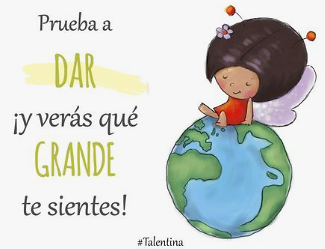 Prueba a
DAR
¡y verás qué
GRANDE
te sientes!
#Talentina